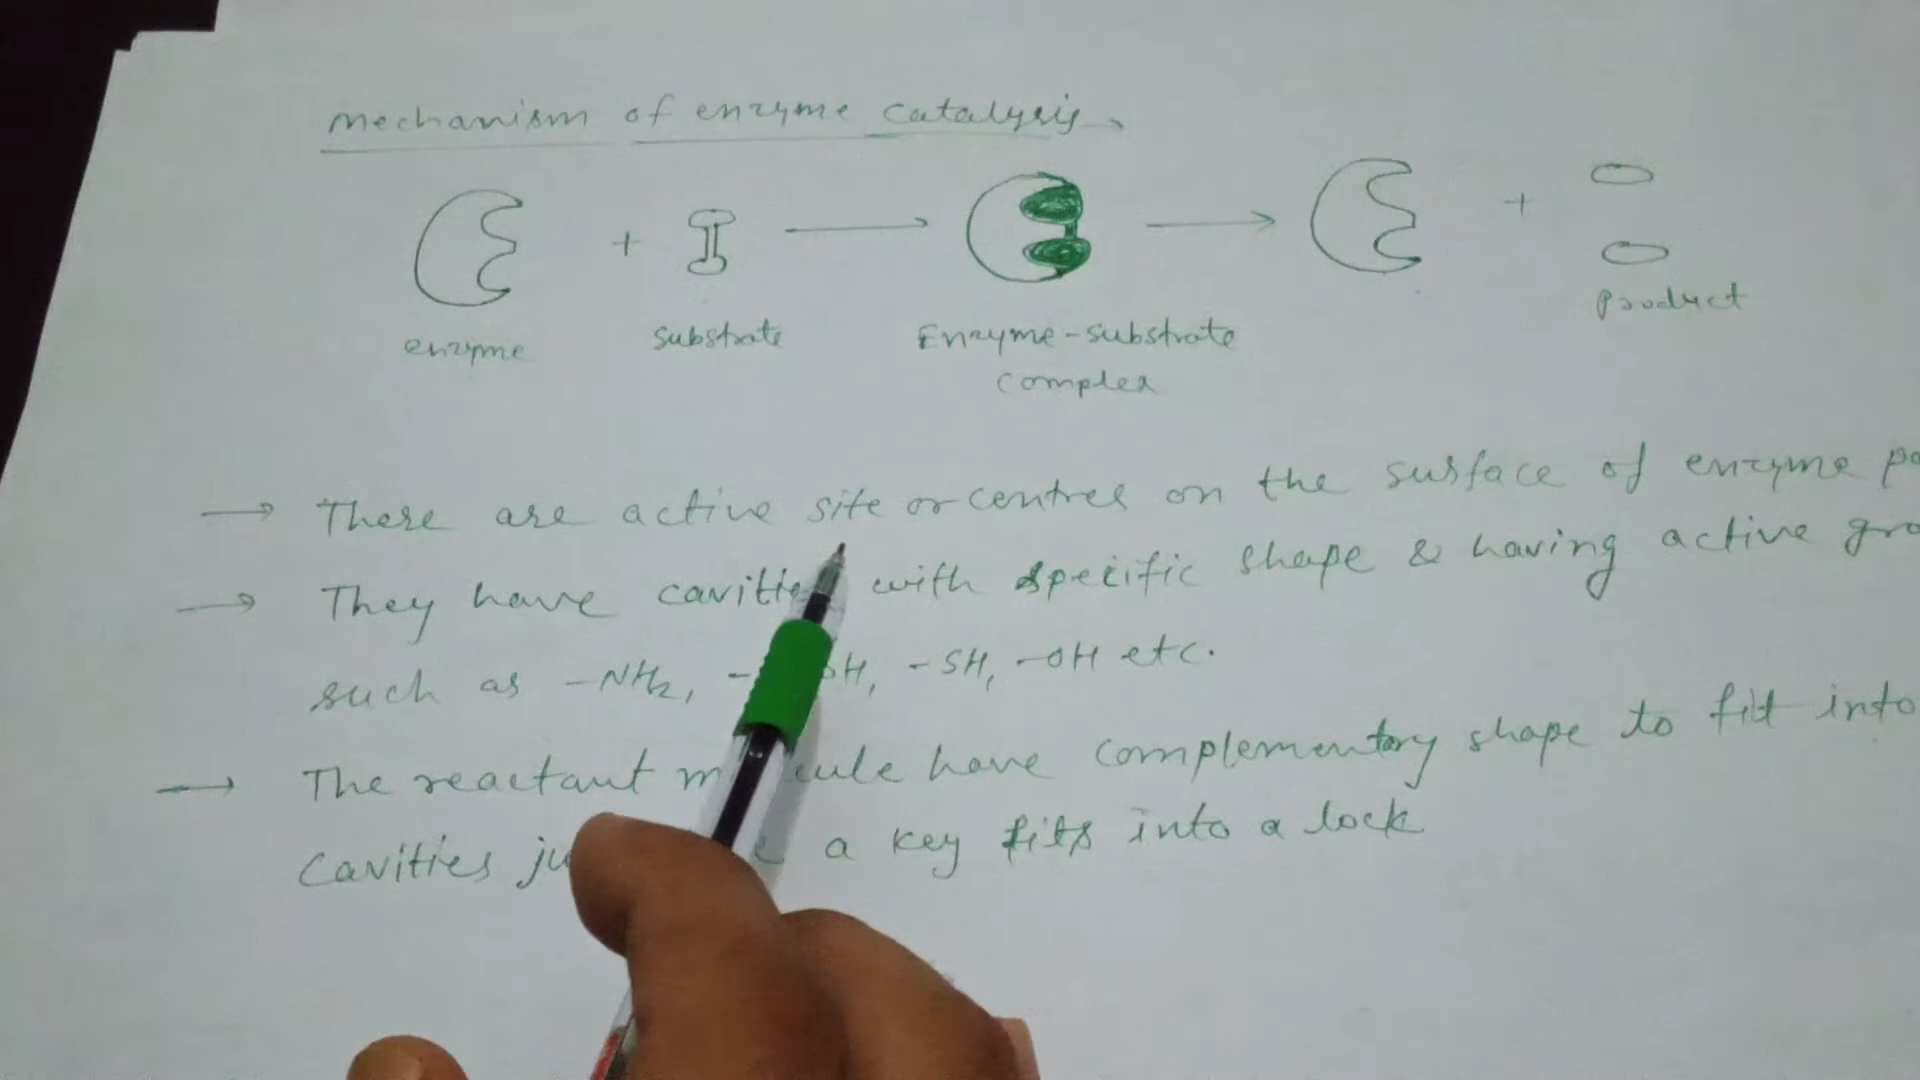 mechanism of enzyme catalysis
+ +
enzyme substrate Enzyme-substrate complex product
→ There are active site or centres on the surface of enzyme
→ They have cavities with specific shape & having active
such as -NH2, -SH, -OH etc.
→ The reactant have complementary shape to fit into
cavities a key fits into a lock